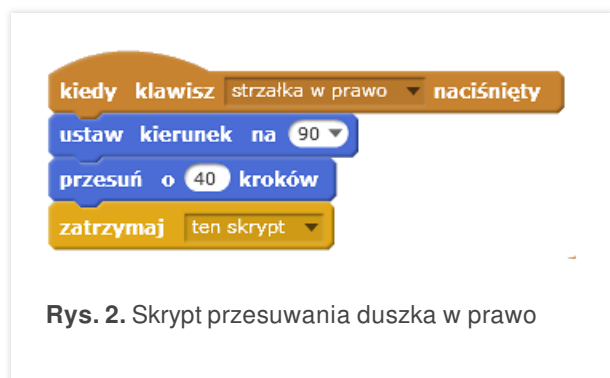 kiedy klawisz strzałka w prawo naciśnięty
ustaw kierunek na 90
przesuń o 40 kroków
zatrzymaj ten skrypt
Rys. 2. Skrypt przesuwania duszka w prawo